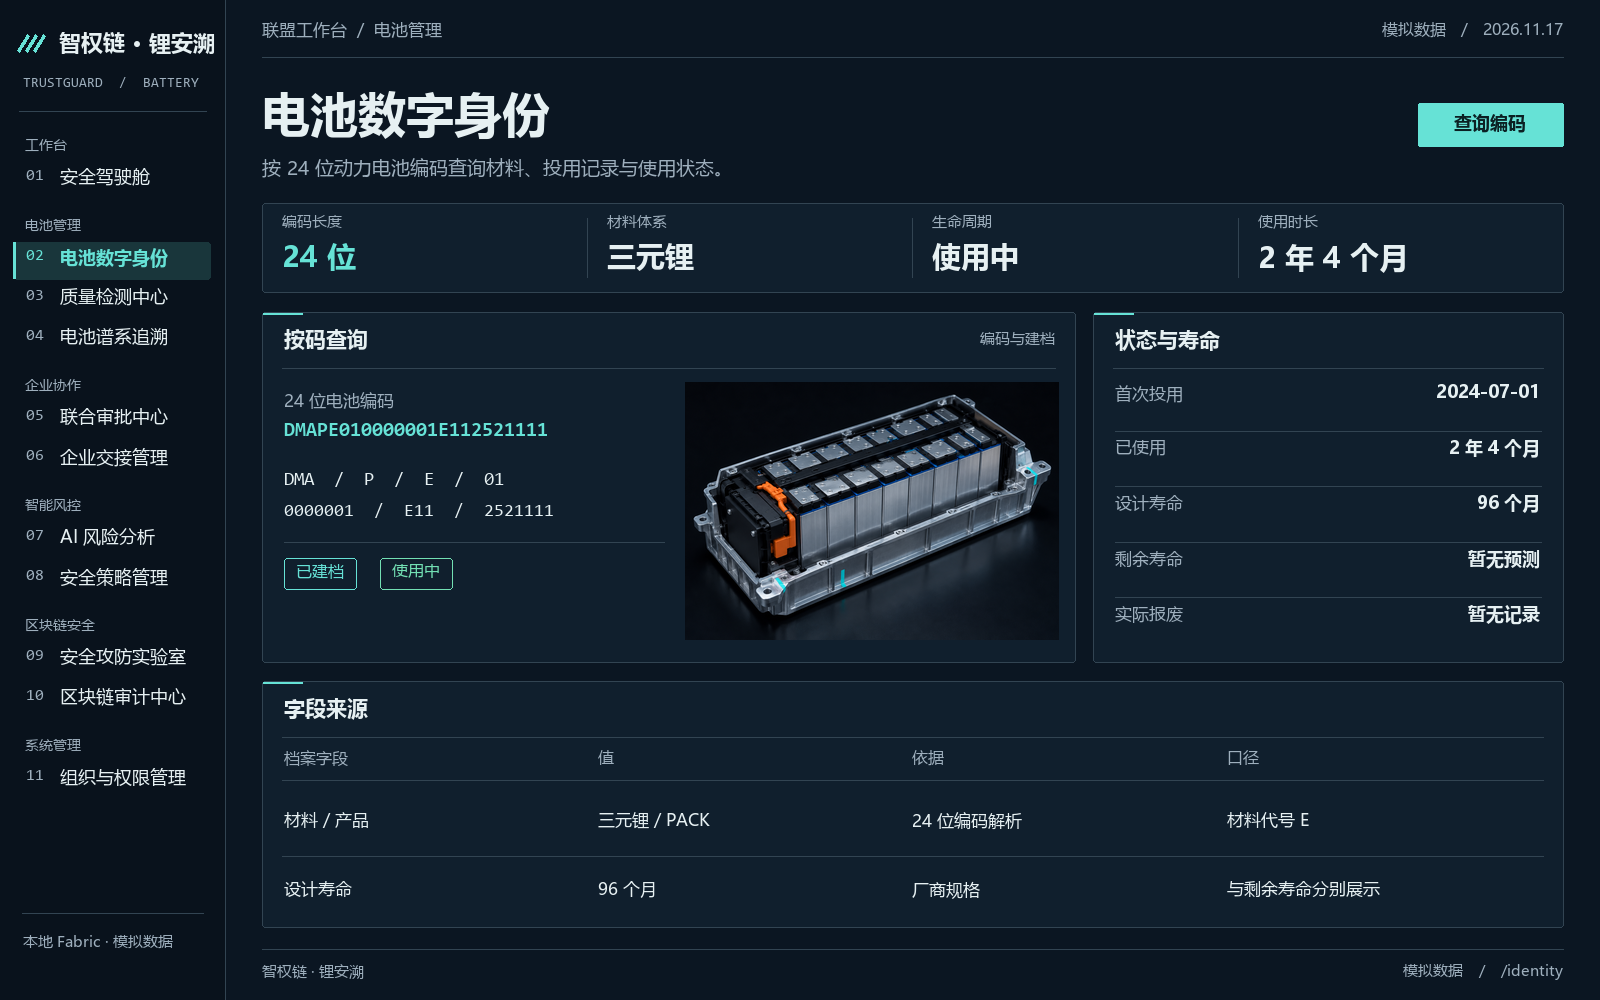 智权链・锂安溯
TRUSTGUARD / BATTERY
工作台
01 安全驾驶舱
电池管理
02 电池数字身份
03 质量检测中心
04 电池谱系追溯
企业协作
05 联合审批中心
06 企业交接管理
智能风控
07 AI 风险分析
08 安全策略管理
区块链安全
09 安全攻防实验室
10 区块链审计中心
系统管理
11 组织与权限管理
本地 Fabric · 模拟数据
联盟工作台 / 电池管理
模拟数据 / 2026.11.17
电池数字身份
查询编码
按 24 位动力电池编码查询材料、投用记录与使用状态。
编码长度 材料体系 生命周期 使用时长
24 位 三元锂 使用中 2 年 4 个月
按码查询 编码与建档
24 位电池编码
DMAPE010000001E112521111
DMA / P / E / 01
0000001 / E11 / 2521111
已建档 使用中
状态与寿命
首次投用 2024-07-01
已使用 2 年 4 个月
设计寿命 96 个月
剩余寿命 暂无预测
实际报废 暂无记录
字段来源
档案字段 值 依据 口径
材料 / 产品 三元锂 / PACK 24 位编码解析 材料代号 E
设计寿命 96 个月 厂商规格 与剩余寿命分别展示
智权链 · 锂安溯
模拟数据 / /identity